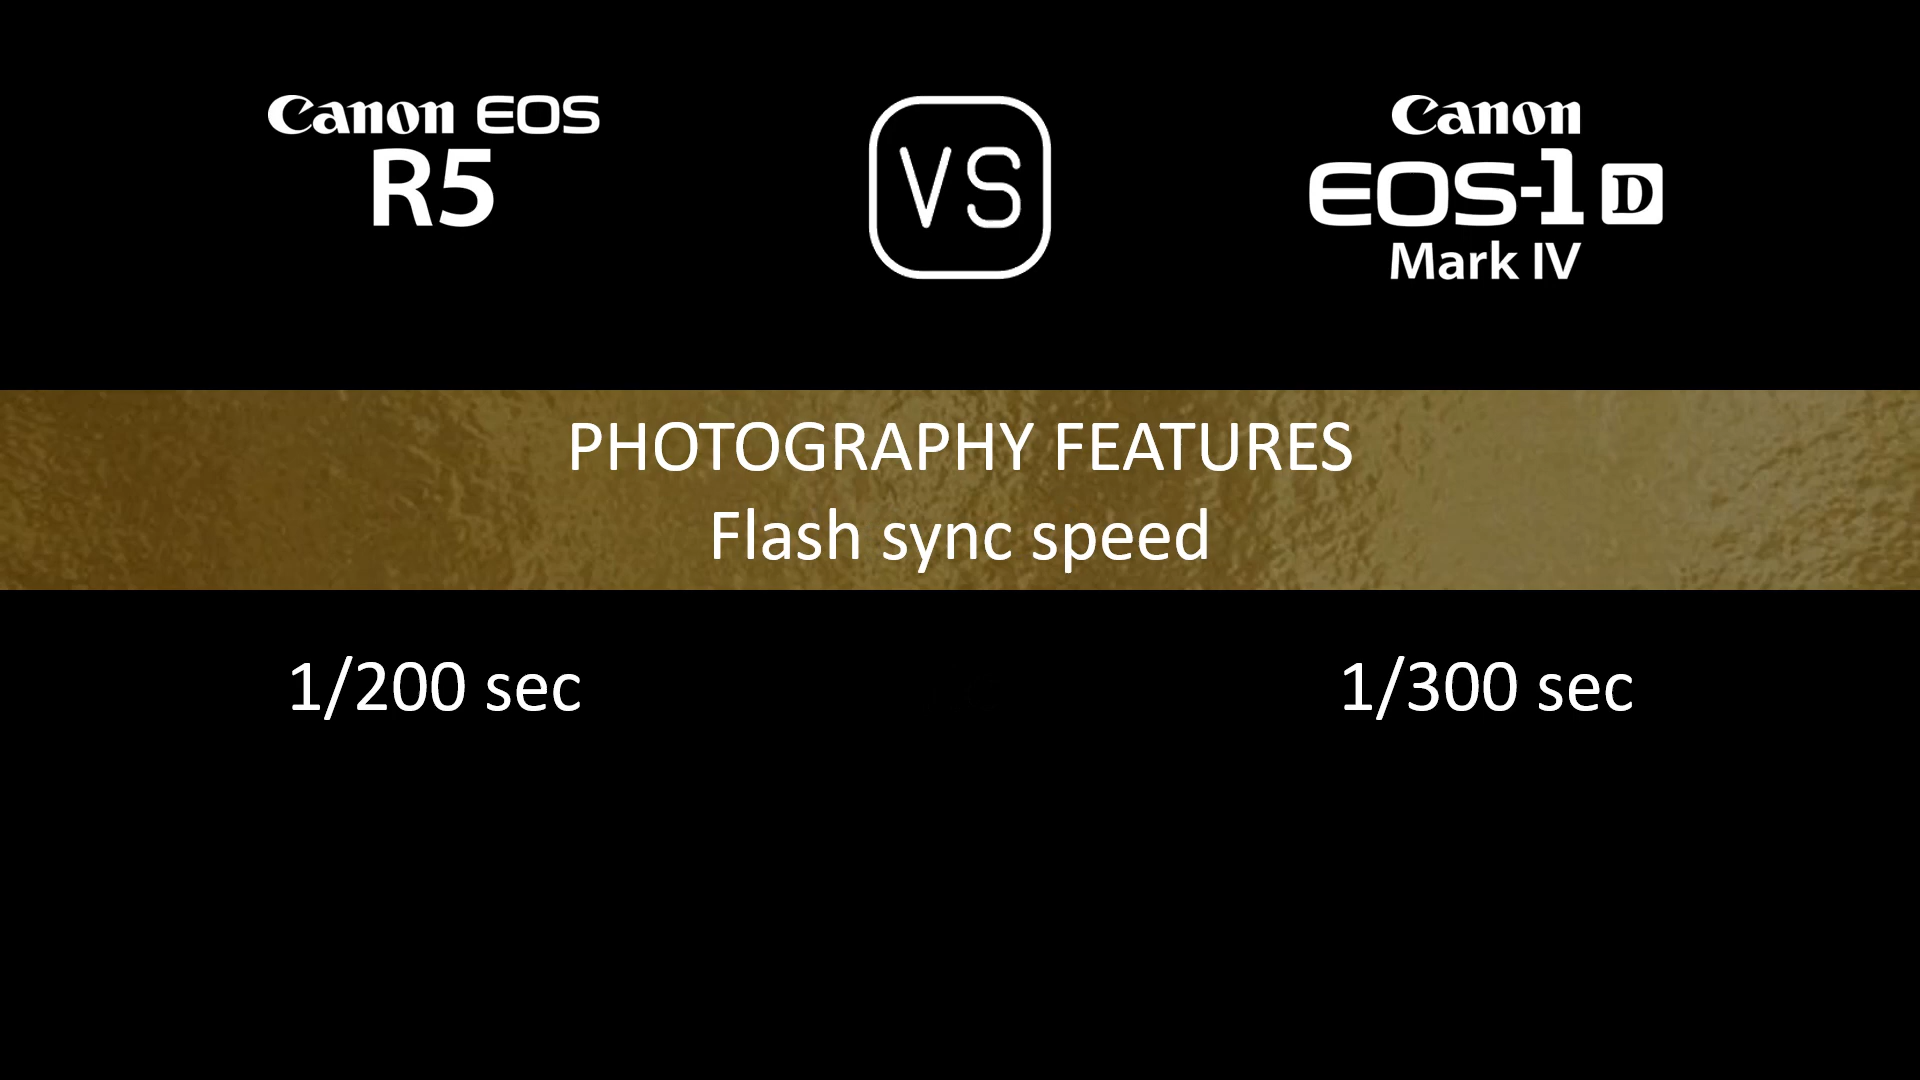 Canon EOS
R5
VS
Canon
EOS-1D
Mark IV
PHOTOGRAPHY FEATURES
Flash sync speed
1/200 sec
1/300 sec